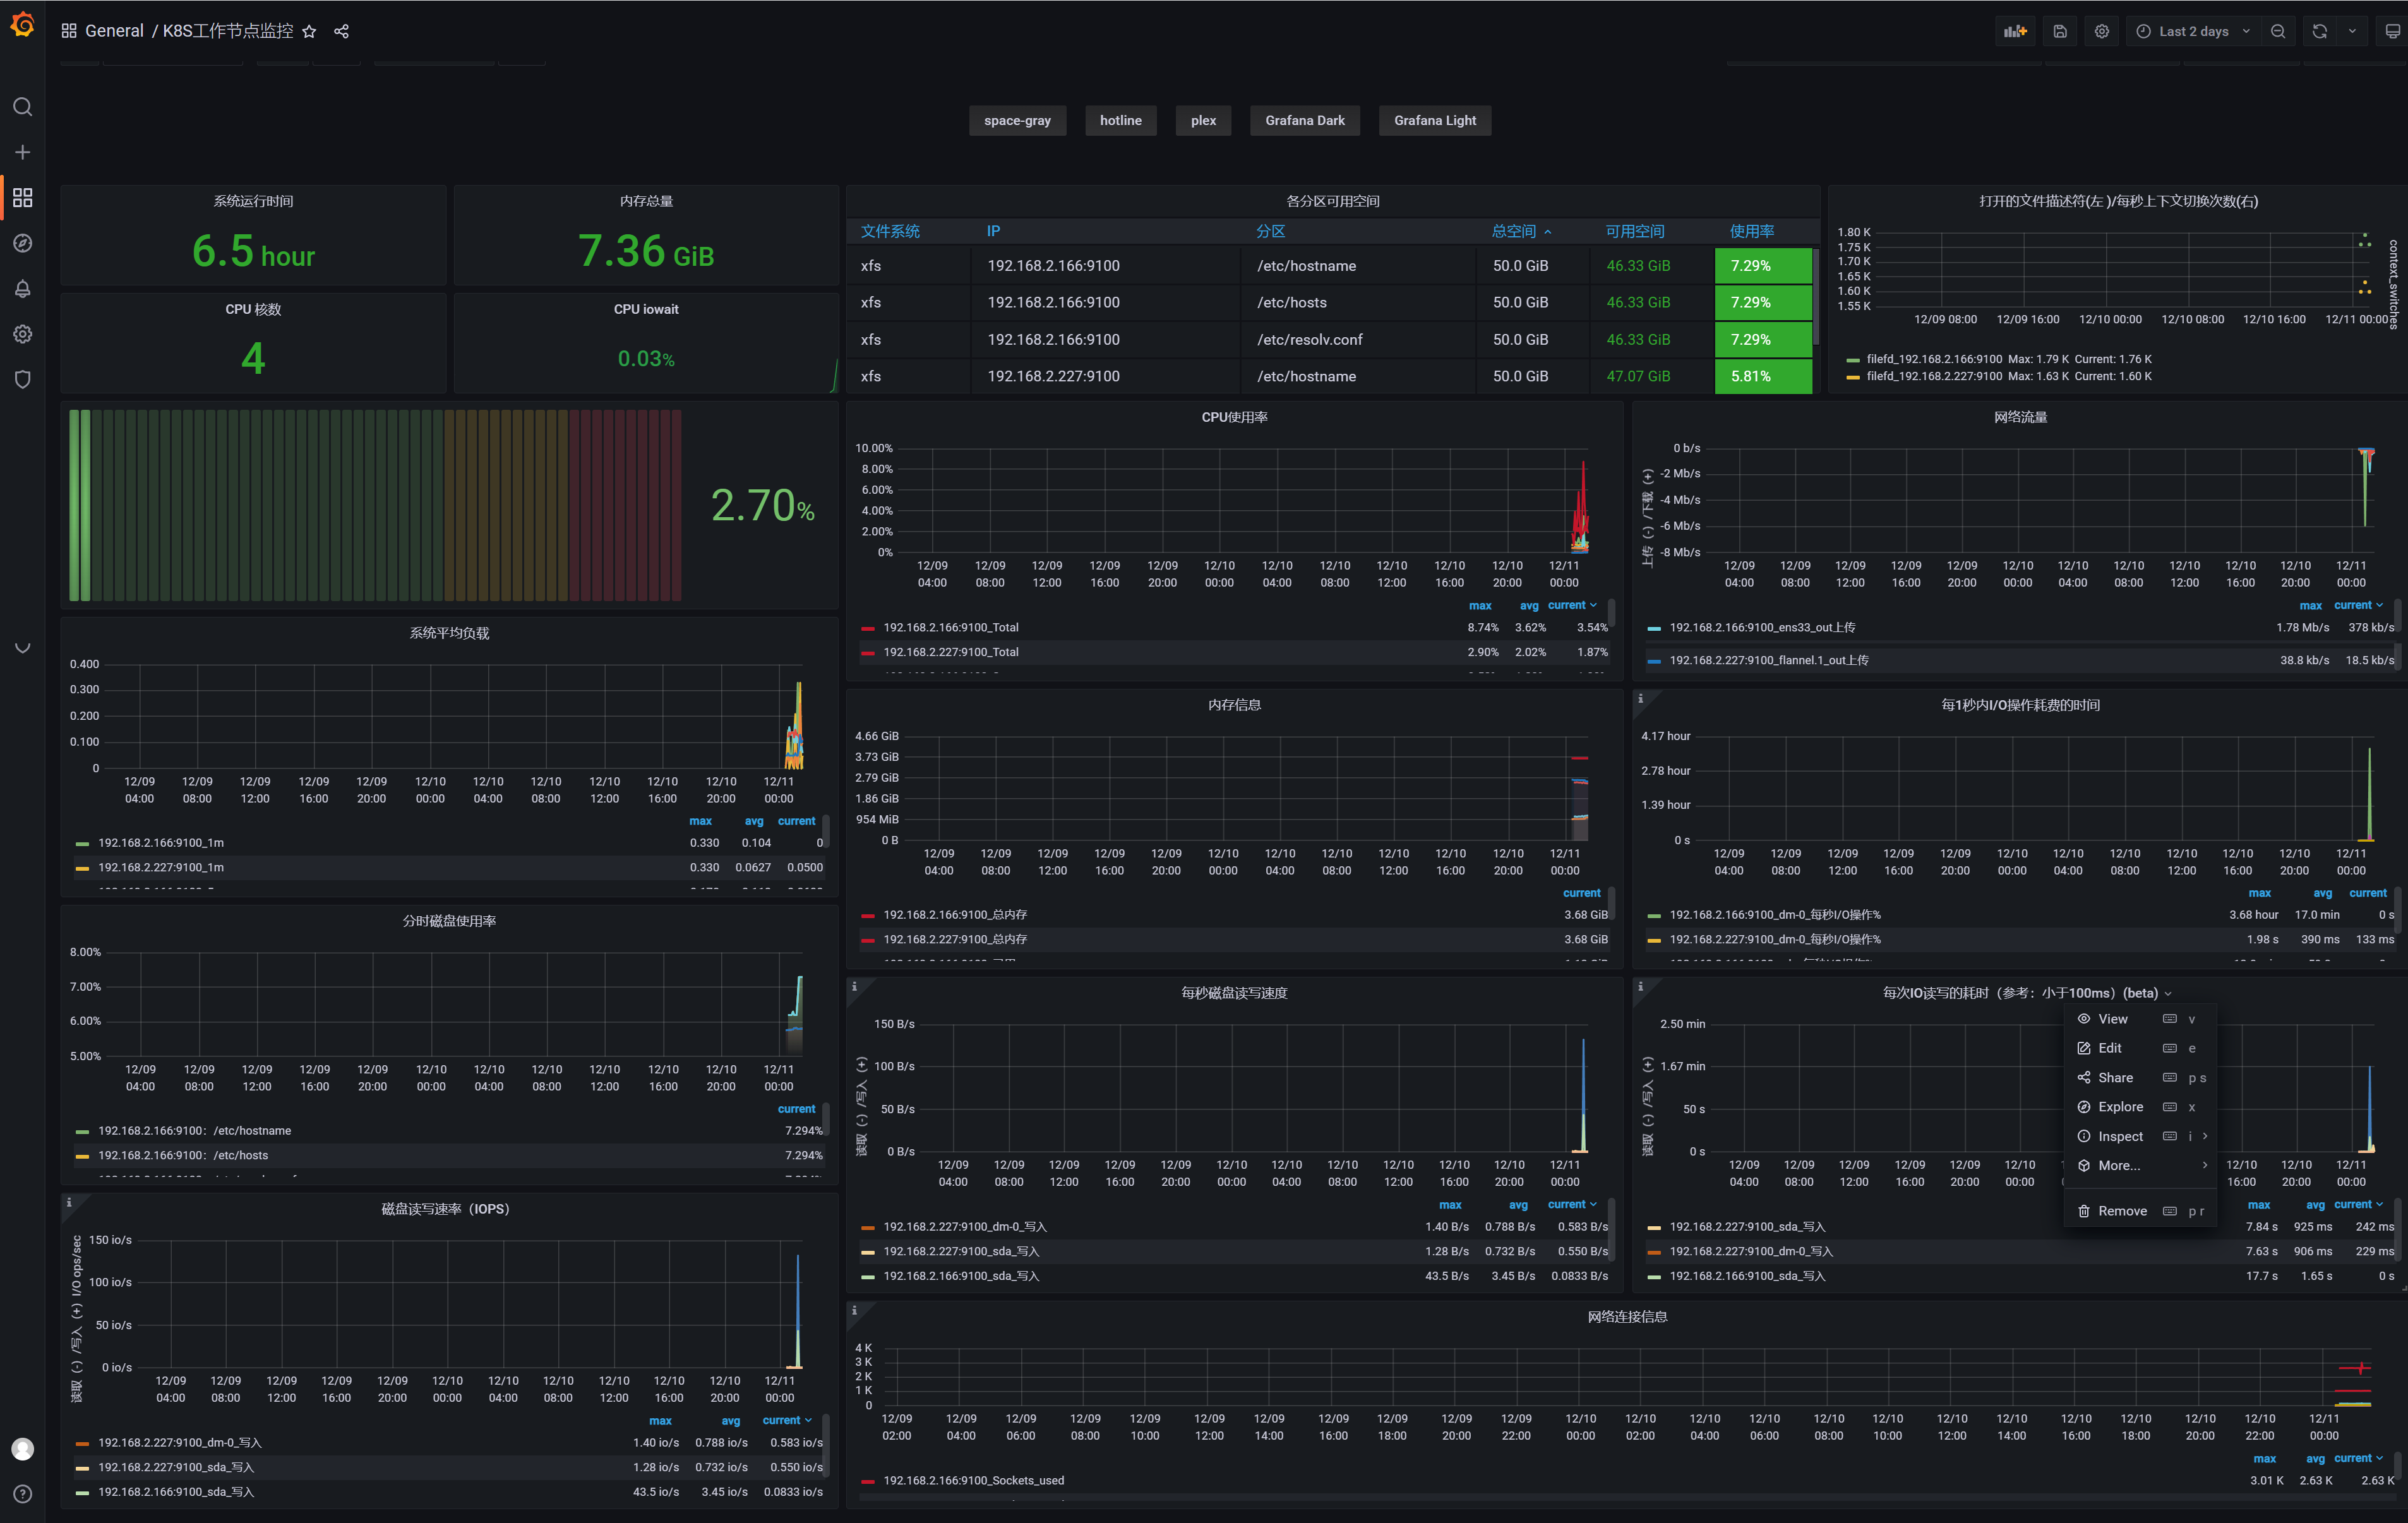 General / K8S工作节点监控
Last 2 days
space-gray hotline plex Grafana Dark Grafana Light
系统运行时间
6.5 hour
内存总量
7.36 GiB
CPU 核数
4
CPU iowait
0.03%
各分区可用空间
文件系统 IP 分区 总空间 可用空间 使用率
xfs 192.168.2.166:9100 /etc/hostname 50.0 GiB 46.33 GiB 7.29%
xfs 192.168.2.166:9100 /etc/hosts 50.0 GiB 46.33 GiB 7.29%
xfs 192.168.2.166:9100 /etc/resolv.conf 50.0 GiB 46.33 GiB 7.29%
xfs 192.168.2.227:9100 /etc/hostname 50.0 GiB 47.07 GiB 5.81%
打开的文件描述符(左 )/每秒上下文切换次数(右)
1.80 K
1.75 K
1.70 K
1.65 K
1.60 K
1.55 K
context_switches
12/09 08:00 12/09 16:00 12/10 00:00 12/10 08:00 12/10 16:00 12/11 00:00
filefd_192.168.2.166:9100 Max: 1.79 K Current: 1.76 K
filefd_192.168.2.227:9100 Max: 1.63 K Current: 1.60 K
2.70%
CPU使用率
10.00%
8.00%
6.00%
4.00%
2.00%
0%
12/09 12/09 12/09 12/09 12/09 12/10 12/10 12/10 12/10 12/10 12/10 12/11
04:00 08:00 12:00 16:00 20:00 00:00 04:00 08:00 12:00 16:00 20:00 00:00
max avg current
192.168.2.166:9100_Total 8.74% 3.62% 3.54%
192.168.2.227:9100_Total 2.90% 2.02% 1.87%
网络流量
上传（-）/下载（+）
0 b/s
-2 Mb/s
-4 Mb/s
-6 Mb/s
-8 Mb/s
12/09 12/09 12/09 12/09 12/09 12/10 12/10 12/10 12/10 12/10 12/10 12/11
04:00 08:00 12:00 16:00 20:00 00:00 04:00 08:00 12:00 16:00 20:00 00:00
max current
192.168.2.166:9100_ens33_out上传 1.78 Mb/s 378 kb/s
192.168.2.227:9100_flannel.1_out上传 38.8 kb/s 18.5 kb/s
系统平均负载
0.400
0.300
0.200
0.100
0
12/09 12/09 12/09 12/09 12/09 12/10 12/10 12/10 12/10 12/10 12/10 12/11
04:00 08:00 12:00 16:00 20:00 00:00 04:00 08:00 12:00 16:00 20:00 00:00
max avg current
192.168.2.166:9100_1m 0.330 0.104 0
192.168.2.227:9100_1m 0.330 0.0627 0.0500
内存信息
4.66 GiB
3.73 GiB
2.79 GiB
1.86 GiB
954 MiB
0 B
12/09 12/09 12/09 12/09 12/09 12/10 12/10 12/10 12/10 12/10 12/10 12/11
04:00 08:00 12:00 16:00 20:00 00:00 04:00 08:00 12:00 16:00 20:00 00:00
current
192.168.2.166:9100_总内存 3.68 GiB
192.168.2.227:9100_总内存 3.68 GiB
每1秒内I/O操作耗费的时间
4.17 hour
2.78 hour
1.39 hour
0 s
12/09 12/09 12/09 12/09 12/09 12/10 12/10 12/10 12/10 12/10 12/10 12/11
04:00 08:00 12:00 16:00 20:00 00:00 04:00 08:00 12:00 16:00 20:00 00:00
max avg current
192.168.2.166:9100_dm-0_每秒I/O操作% 3.68 hour 17.0 min 0 s
192.168.2.227:9100_dm-0_每秒I/O操作% 1.98 s 390 ms 133 ms
分时磁盘使用率
8.00%
7.00%
6.00%
5.00%
12/09 12/09 12/09 12/09 12/09 12/10 12/10 12/10 12/10 12/10 12/10 12/11
04:00 08:00 12:00 16:00 20:00 00:00 04:00 08:00 12:00 16:00 20:00 00:00
current
192.168.2.166:9100：/etc/hostname 7.294%
192.168.2.166:9100：/etc/hosts 7.294%
每秒磁盘读写速度
读取（-）/写入（+）
150 B/s
100 B/s
50 B/s
0 B/s
12/09 12/09 12/09 12/09 12/09 12/10 12/10 12/10 12/10 12/10 12/10 12/11
04:00 08:00 12:00 16:00 20:00 00:00 04:00 08:00 12:00 16:00 20:00 00:00
max avg current
192.168.2.227:9100_dm-0_写入 1.40 B/s 0.788 B/s 0.583 B/s
192.168.2.227:9100_sda_写入 1.28 B/s 0.732 B/s 0.550 B/s
192.168.2.166:9100_sda_写入 43.5 B/s 3.45 B/s 0.0833 B/s
每次IO读写的耗时（参考：小于100ms）(beta)
读取（-）/写入（+）
2.50 min
1.67 min
50 s
0 s
12/09 12/09 12/09 12/09 12/09 12/10 12/10 12/10 12/11
04:00 08:00 12:00 16:00 20:00 00:00 16:00 20:00 00:00
View v
Edit e
Share p s
Explore x
Inspect i
More...
Remove p r
max avg current
192.168.2.227:9100_sda_写入 7.84 s 925 ms 242 ms
192.168.2.227:9100_dm-0_写入 7.63 s 906 ms 229 ms
192.168.2.166:9100_sda_写入 17.7 s 1.65 s 0 s
磁盘读写速率（IOPS）
读取（-）/写入（+）I/O ops/sec
150 io/s
100 io/s
50 io/s
0 io/s
12/09 12/09 12/09 12/09 12/09 12/10 12/10 12/10 12/10 12/10 12/10 12/11
04:00 08:00 12:00 16:00 20:00 00:00 04:00 08:00 12:00 16:00 20:00 00:00
max avg current
192.168.2.227:9100_dm-0_写入 1.40 io/s 0.788 io/s 0.583 io/s
192.168.2.227:9100_sda_写入 1.28 io/s 0.732 io/s 0.550 io/s
192.168.2.166:9100_sda_写入 43.5 io/s 3.45 io/s 0.0833 io/s
网络连接信息
4 K
3 K
2 K
1 K
0
12/09 12/09 12/09 12/09 12/09 12/09 12/09 12/09 12/09 12/09 12/09 12/10 12/10 12/10 12/10 12/10 12/10 12/10 12/10 12/10 12/10 12/10 12/10 12/11
02:00 04:00 06:00 08:00 10:00 12:00 14:00 16:00 18:00 20:00 22:00 00:00 02:00 04:00 06:00 08:00 10:00 12:00 14:00 16:00 18:00 20:00 22:00 00:00
max avg current
192.168.2.166:9100_Sockets_used 3.01 K 2.63 K 2.63 K